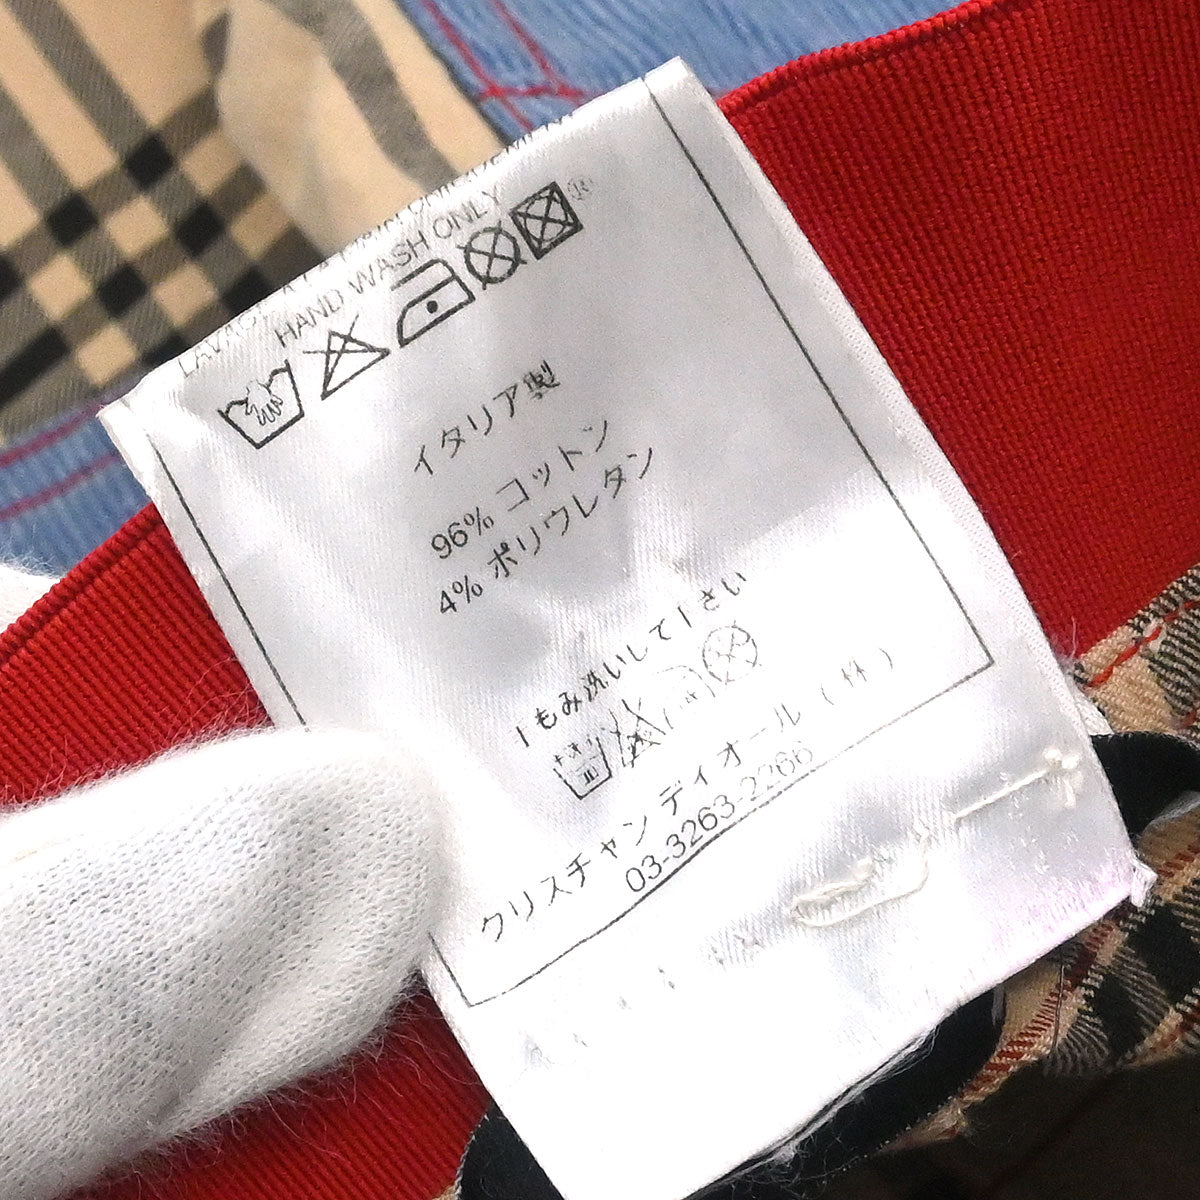 HAND WASH ONLY
イタリア製
96% コットン
4% ポリウレタン
もみ洗いして下さい
クリスチャン ディオール (株)
03-3263-2266